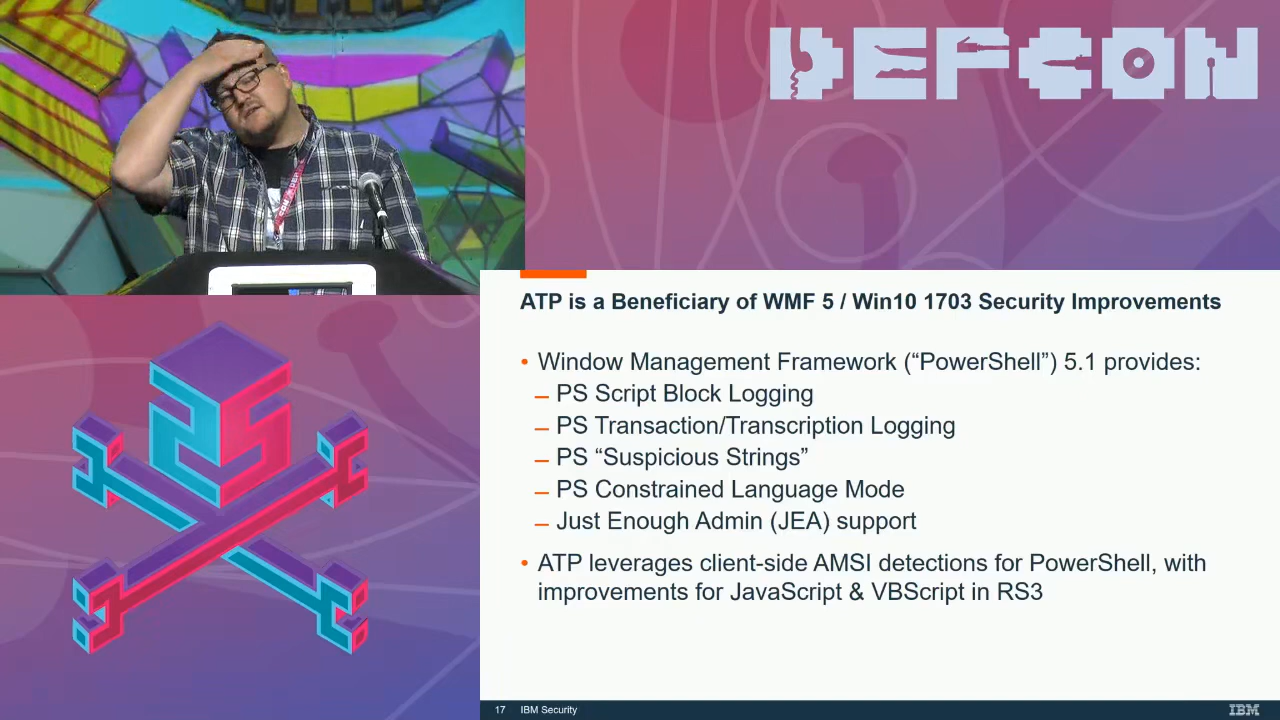 DEFCON
ATP is a Beneficiary of WMF 5 / Win10 1703 Security Improvements
• Window Management Framework (“PowerShell”) 5.1 provides:
– PS Script Block Logging
– PS Transaction/Transcription Logging
– PS “Suspicious Strings”
– PS Constrained Language Mode
– Just Enough Admin (JEA) support
• ATP leverages client-side AMSI detections for PowerShell, with
improvements for JavaScript & VBScript in RS3
17 IBM Security
IBM